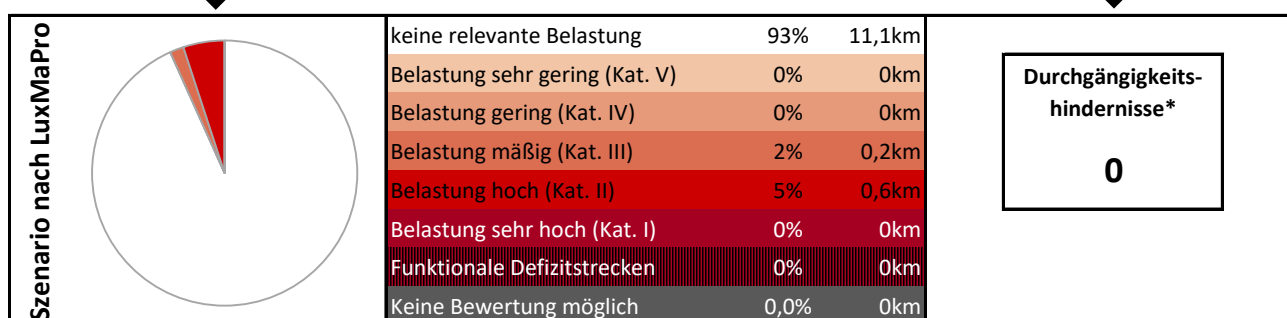 Szenario nach LuxMaPro
keine relevante Belastung 93% 11,1km
Belastung sehr gering (Kat. V) 0% 0km
Belastung gering (Kat. IV) 0% 0km
Belastung mäßig (Kat. III) 2% 0,2km
Belastung hoch (Kat. II) 5% 0,6km
Belastung sehr hoch (Kat. I) 0% 0km
Funktionale Defizitstrecken 0% 0km
Keine Bewertung möglich 0,0% 0km
Durchgängigkeits-
hindernisse*
0